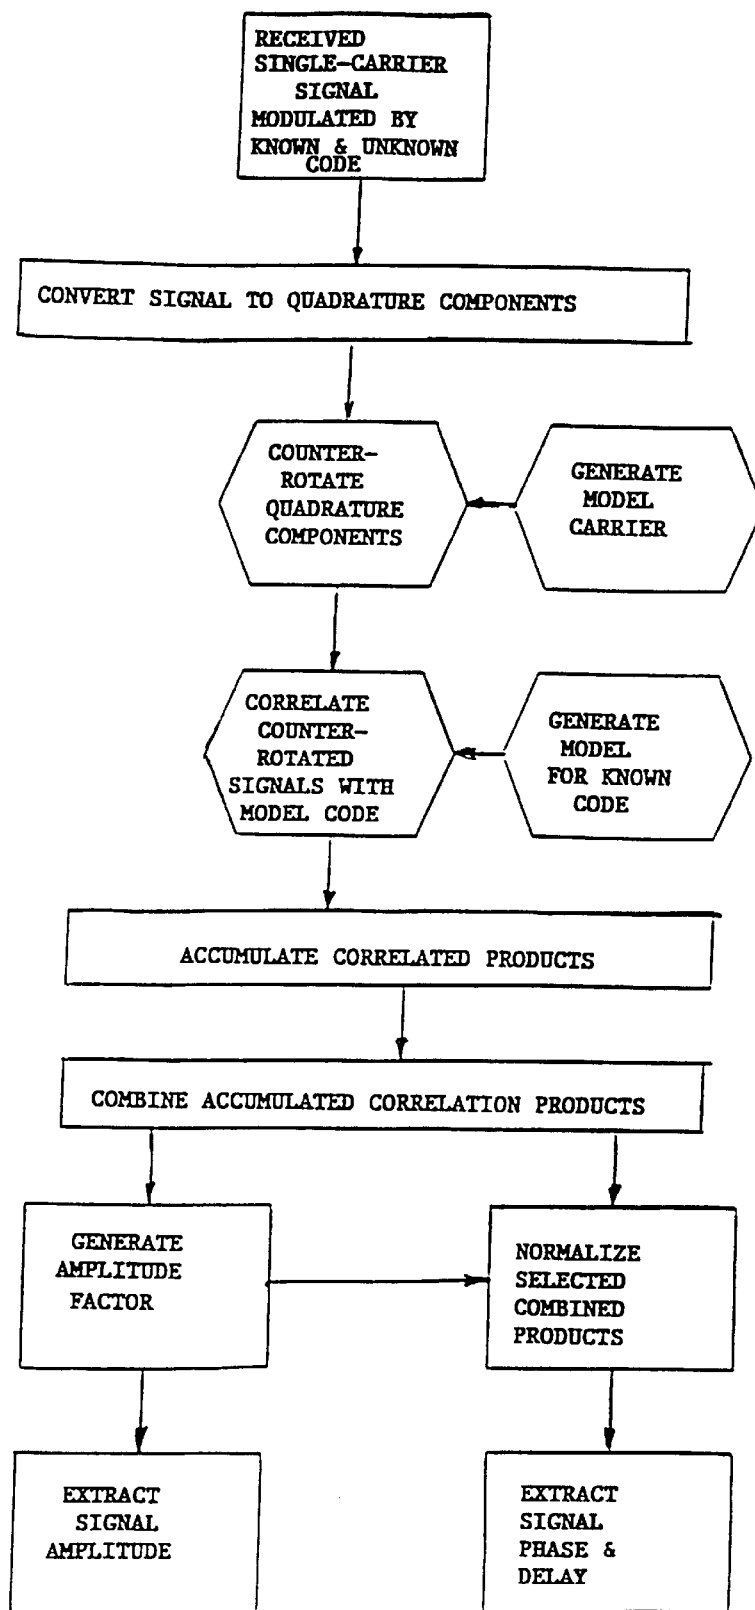 RECEIVED
SINGLE-CARRIER
SIGNAL
MODULATED BY
KNOWN & UNKNOWN
CODE
CONVERT SIGNAL TO QUADRATURE COMPONENTS
COUNTER-
ROTATE
QUADRATURE
COMPONENTS
GENERATE
MODEL
CARRIER
CORRELATE
COUNTER-
ROTATED
SIGNALS WITH
MODEL CODE
GENERATE
MODEL
FOR KNOWN
CODE
ACCUMULATE CORRELATED PRODUCTS
COMBINE ACCUMULATED CORRELATION PRODUCTS
GENERATE
AMPLITUDE
FACTOR
NORMALIZE
SELECTED
COMBINED
PRODUCTS
EXTRACT
SIGNAL
AMPLITUDE
EXTRACT
SIGNAL
PHASE &
DELAY